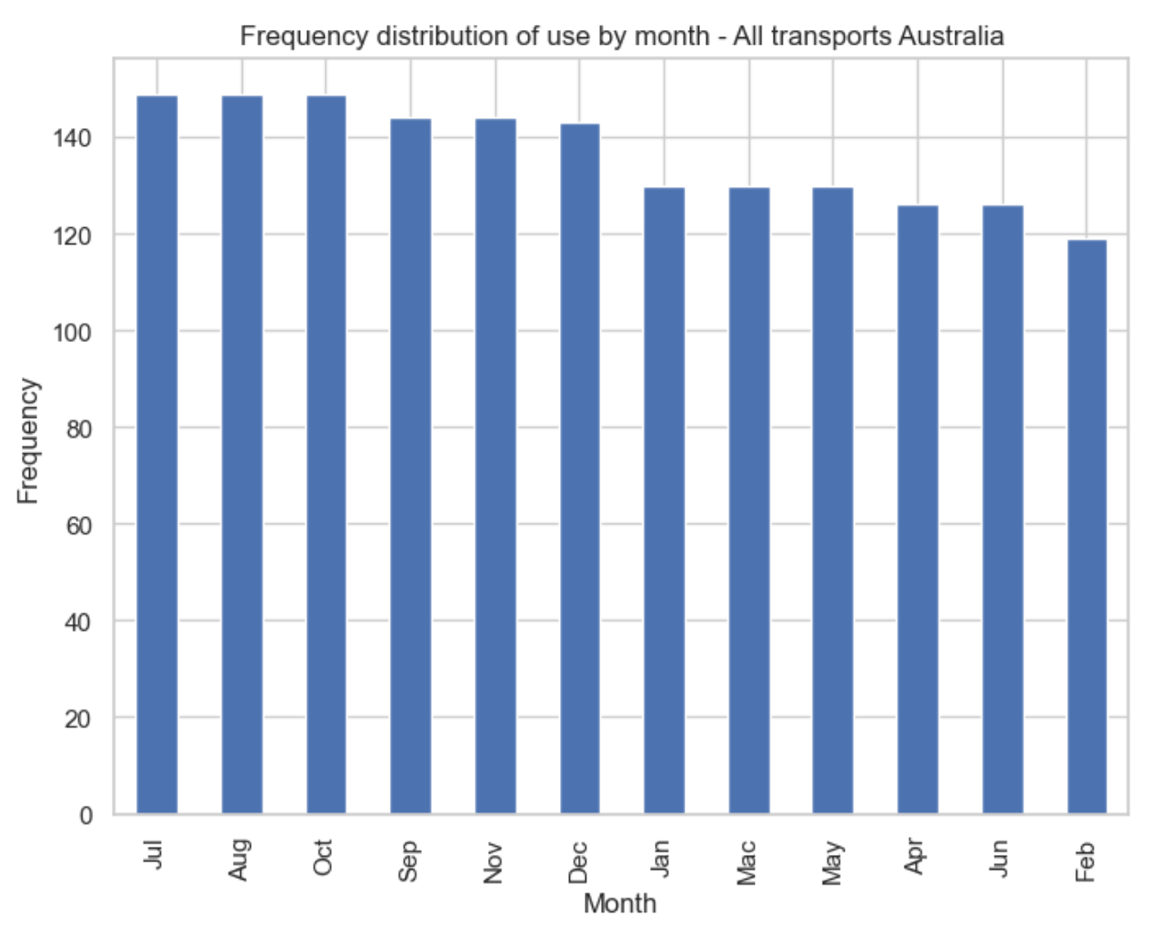 Frequency distribution of use by month - All transports Australia
Frequency
140
120
100
80
60
40
20
0
Jul
Aug
Oct
Sep
Nov
Dec
Jan
Mac
May
Apr
Jun
Feb
Month